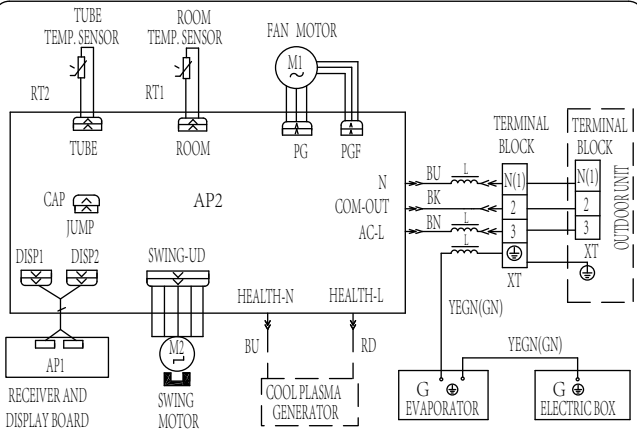 TUBE
TEMP. SENSOR
ROOM
TEMP. SENSOR
FAN MOTOR
RT2
RT1
M1
TUBE
ROOM
PG
PGF
TERMINAL
BLOCK
TERMINAL
BLOCK
CAP
JUMP
AP2
N
COM-OUT
AC-L
BU
BK
BN
L
L
L
N(1)
2
3
XT
N(1)
2
3
XT
OUTDOOR UNIT
DISP1
DISP2
SWING-UD
HEALTH-N
HEALTH-L
YEGN(GN)
AP1
RECEIVER AND
DISPLAY BOARD
M2
SWING
MOTOR
BU
RD
COOL PLASMA
GENERATOR
YEGN(GN)
G
EVAPORATOR
G
ELECTRIC BOX